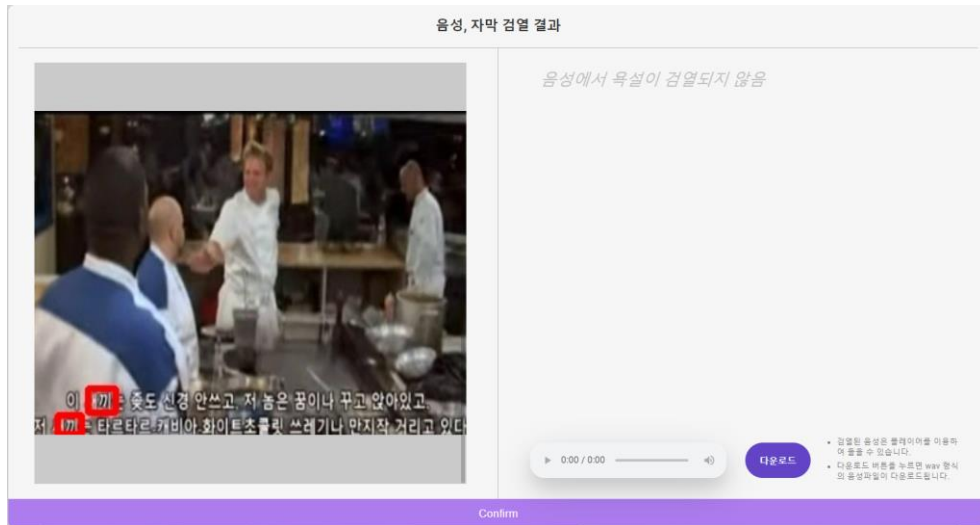 음성, 자막 검열 결과
음성에서 욕설이 검열되지 않음
이 새끼는 좆도 신경 안쓰고, 저 높은 꿈이나 꾸고 앉아있고.
저 새끼는 타르타르 캐비아 화이트초콜릿 쓰레기나 만지작 거리고 있다
0:00 / 0:00
다운로드
검열된 음성은 플레이어를 이용하
여 들을 수 있습니다.
다운로드 버튼을 누르면 wav 형식
의 음성파일이 다운로드됩니다.
Confirm